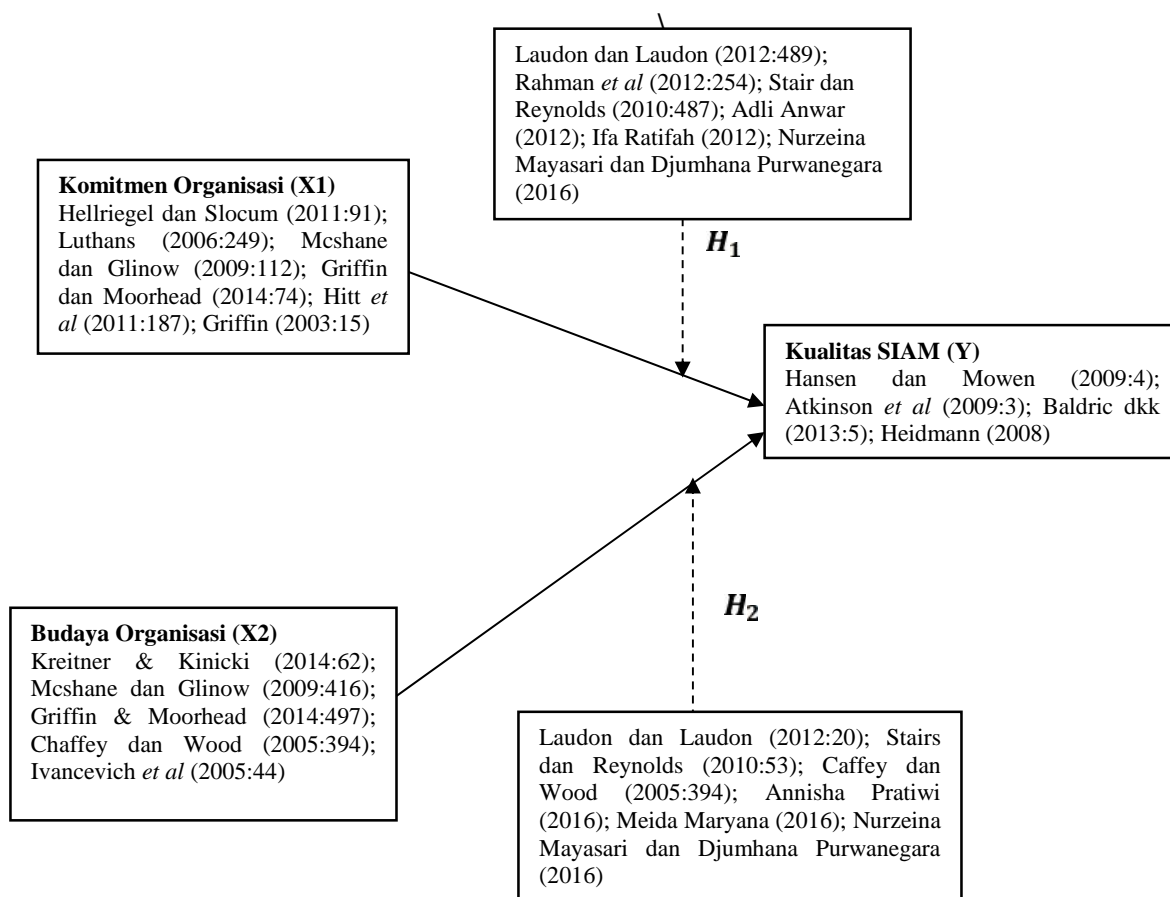 Laudon dan Laudon (2012:489);
Rahman et al (2012:254); Stair dan
Reynolds (2010:487); Adli Anwar
(2012); Ifa Ratifah (2012); Nurzeina
Mayasari dan Djumhana Purwanegara
(2016)
Komitmen Organisasi (X1)
Hellriegel dan Slocum (2011:91);
Luthans (2006:249); Mcshane
dan Glinow (2009:112); Griffin
dan Moorhead (2014:74); Hitt et
al (2011:187); Griffin (2003:15)
H₁
Kualitas SIAM (Y)
Hansen dan Mowen (2009:4);
Atkinson et al (2009:3); Baldric dkk
(2013:5); Heidmann (2008)
H₂
Budaya Organisasi (X2)
Kreitner & Kinicki (2014:62);
Mcshane dan Glinow (2009:416);
Griffin & Moorhead (2014:497);
Chaffey dan Wood (2005:394);
Ivancevich et al (2005:44)
Laudon dan Laudon (2012:20); Stairs
dan Reynolds (2010:53); Caffey dan
Wood (2005:394); Annisha Pratiwi
(2016); Meida Maryana (2016); Nurzeina
Mayasari dan Djumhana Purwanegara
(2016)